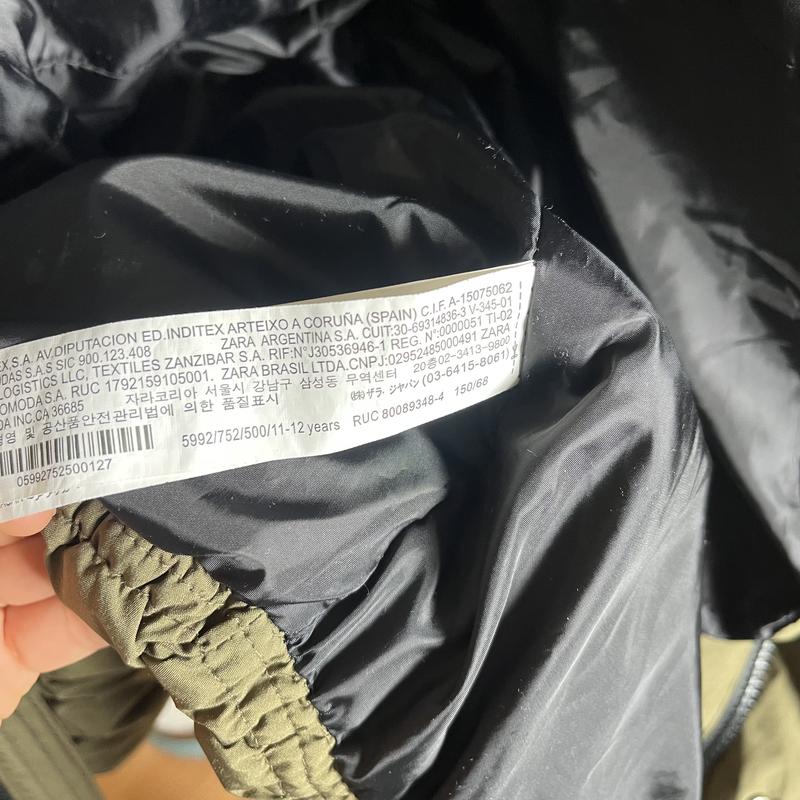 EX S.A. AV.DIPUTACION ED.INDITEX ARTEIXO A CORUÑA (SPAIN) C.I.F. A-15075062
ODAS S.A.S SIC 900.123.408 ZARA ARGENTINA S.A. CUIT:30-69314836-3 V-345-01
LOGISTICS LLC, TEXTILES ZANZIBAR S.A. RIF:N°J30536946-1 REG. N°:0000051 TI-02
OMODA S.A. RUC 1792159105001. ZARA BRASIL LTDA.CNPJ:02952485000491 ZARA
DA INC.CA 36685 자라코리아 서울시 강남구 삼성동 무역센터 20층02-3413-9800
경영 및 공산품안전관리법에 의한 품질표시 ㈱ザラ. ジャパン (03-6415-8061)
5992/752/500/11-12 years RUC 80089348-4 150/68
05992752500127